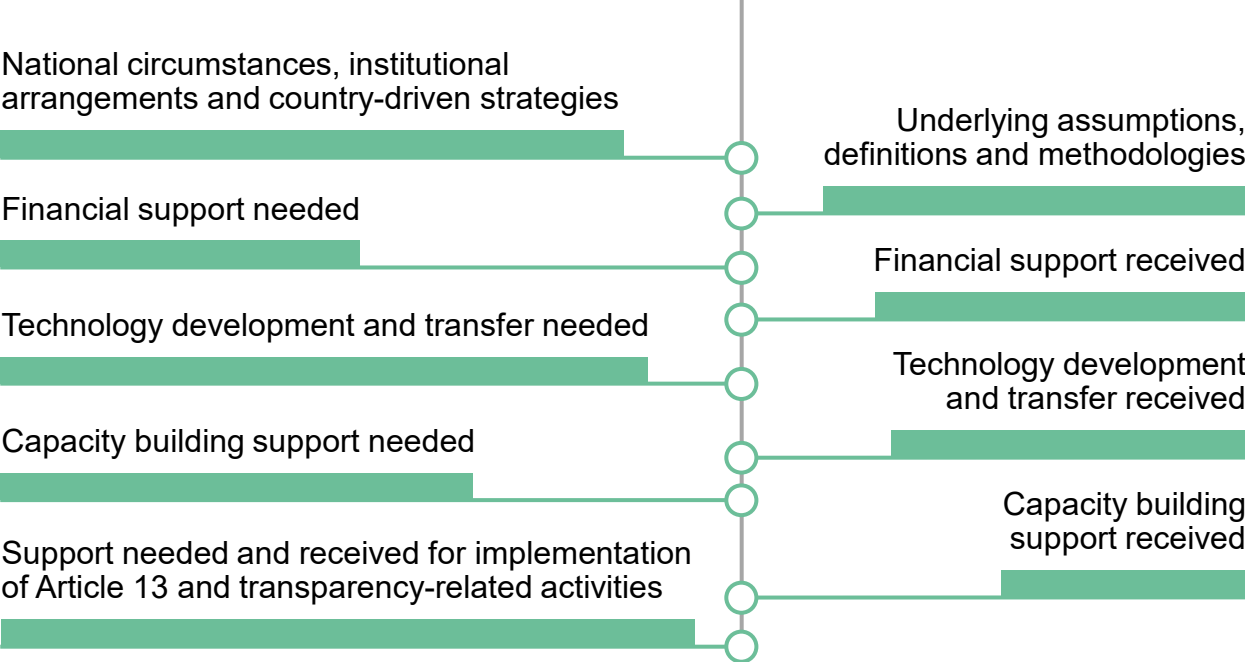 National circumstances, institutional
arrangements and country-driven strategies
Underlying assumptions,
definitions and methodologies
Financial support needed
Financial support received
Technology development and transfer needed
Technology development
and transfer received
Capacity building support needed
Capacity building
support received
Support needed and received for implementation
of Article 13 and transparency-related activities